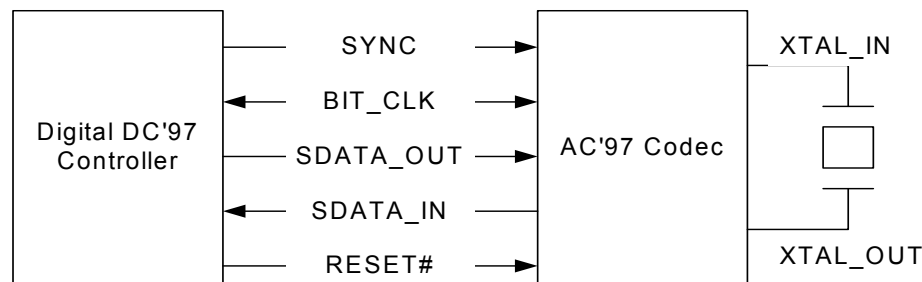 SYNC
XTAL_IN
BIT_CLK
Digital DC'97
Controller
SDATA_OUT
AC'97 Codec
SDATA_IN
RESET#
XTAL_OUT